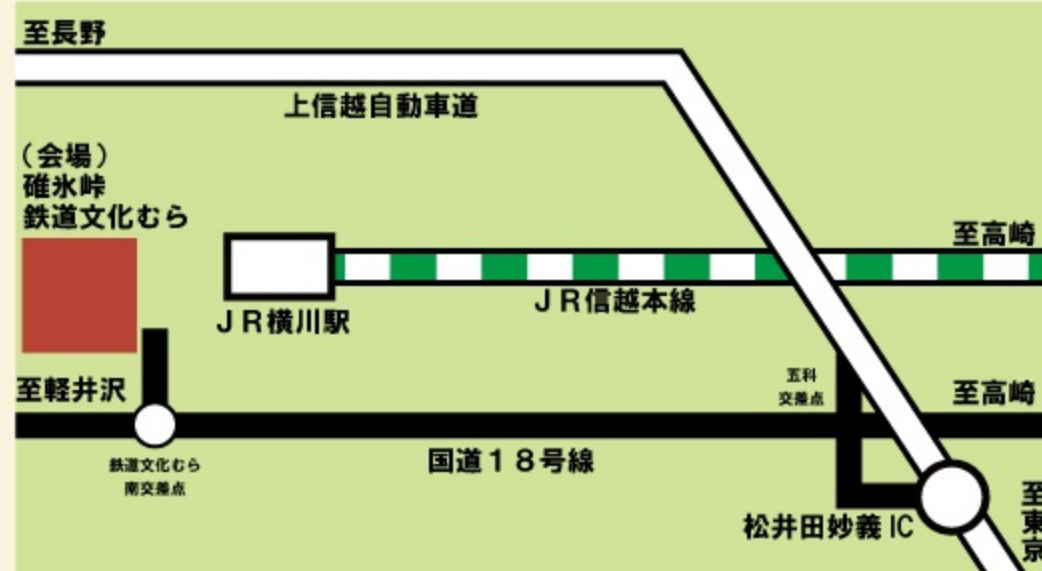 至長野
上信越自動車道
（会場）
碓氷峠
鉄道文化むら
至高崎
ＪＲ信越本線
ＪＲ横川駅
五科
交差点
至軽井沢
至高崎
国道１８号線
鉄道文化むら
南交差点
松井田妙義IC
至
東
京